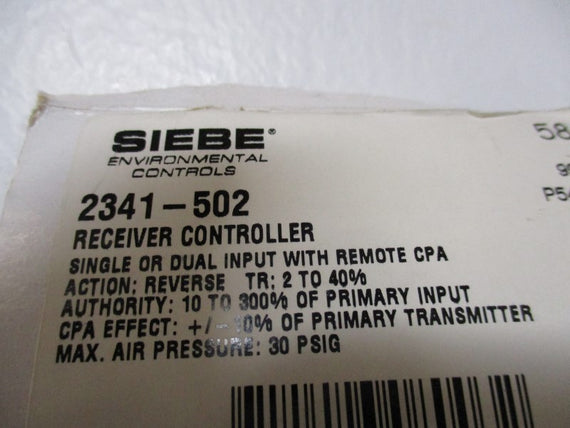 SIEBE®
ENVIRONMENTAL
CONTROLS
2341-502
RECEIVER CONTROLLER
SINGLE OR DUAL INPUT WITH REMOTE CPA
ACTION: REVERSE TR: 2 TO 40%
AUTHORITY: 10 TO 300% OF PRIMARY INPUT
CPA EFFECT: +/-10% OF PRIMARY TRANSMITTER
MAX. AIR PRESSURE: 30 PSIG
58